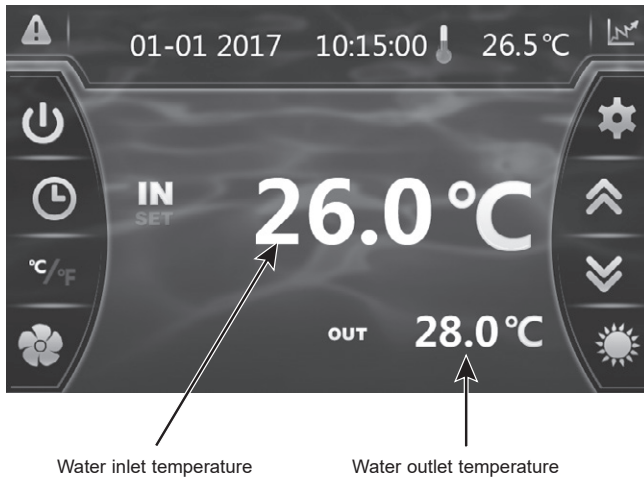 01-01 2017 10:15:00 26.5°C
IN 26.0°C
SET
°C/°F
OUT 28.0°C
Water inlet temperature Water outlet temperature